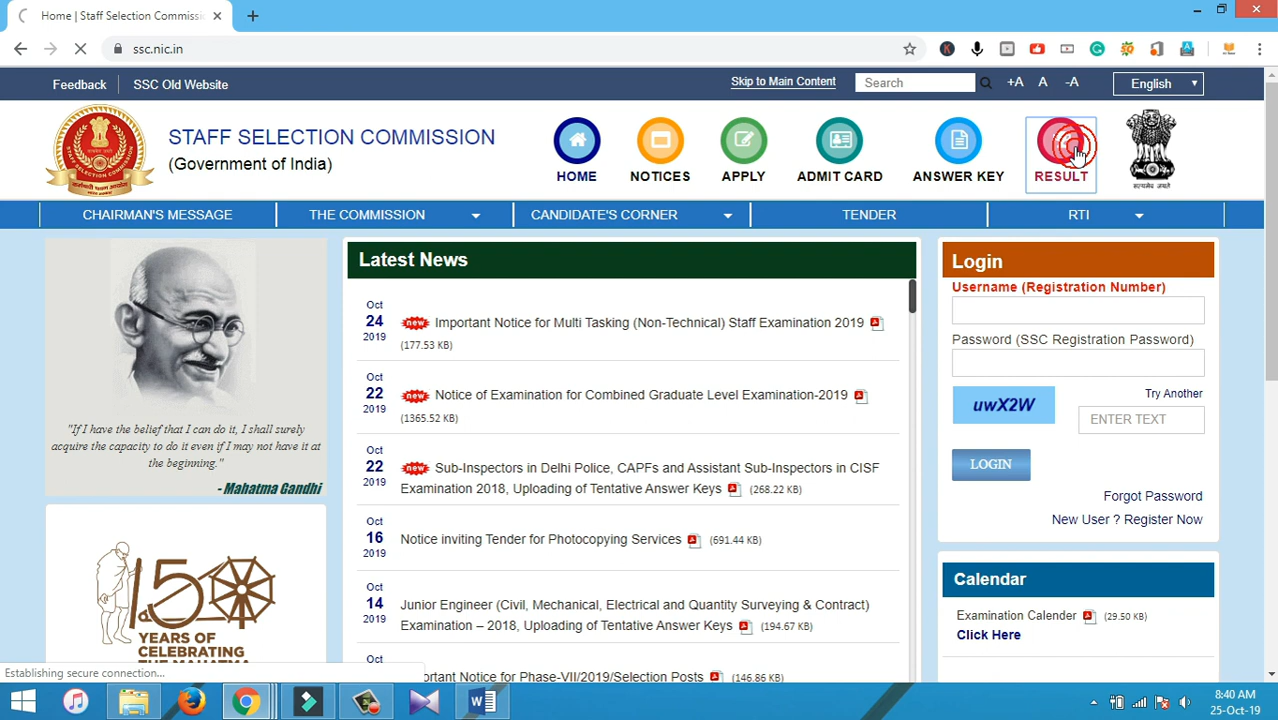 Home | Staff Selection Commissio
ssc.nic.in
Feedback
SSC Old Website
Skip to Main Content
Search
+A
A
-A
English
STAFF SELECTION COMMISSION
(Government of India)
HOME
NOTICES
APPLY
ADMIT CARD
ANSWER KEY
RESULT
सत्यमेव जयते
CHAIRMAN'S MESSAGE
THE COMMISSION
CANDIDATE'S CORNER
TENDER
RTI
"If I have the belief that I can do it, I shall surely
acquire the capacity to do it even if I may not have it at
the beginning."
- Mahatma Gandhi
150
YEARS OF
CELEBRATING
THE MAHATMA
Latest News
Oct
24
2019
new Important Notice for Multi Tasking (Non-Technical) Staff Examination 2019
(177.53 KB)
Oct
22
2019
new Notice of Examination for Combined Graduate Level Examination-2019
(1365.52 KB)
Oct
22
2019
new Sub-Inspectors in Delhi Police, CAPFs and Assistant Sub-Inspectors in CISF
Examination 2018, Uploading of Tentative Answer Keys (268.22 KB)
Oct
16
2019
Notice inviting Tender for Photocopying Services (691.44 KB)
Oct
14
2019
Junior Engineer (Civil, Mechanical, Electrical and Quantity Surveying & Contract)
Examination – 2018, Uploading of Tentative Answer Keys (194.67 KB)
Oct
ortant Notice for Phase-VII/2019/Selection Posts (146.86 KB)
Login
Username (Registration Number)
Password (SSC Registration Password)
uwX2W
Try Another
ENTER TEXT
LOGIN
Forgot Password
New User ? Register Now
Calendar
Examination Calender (29.50 KB)
Click Here
Establishing secure connection...
8:40 AM
25-Oct-19